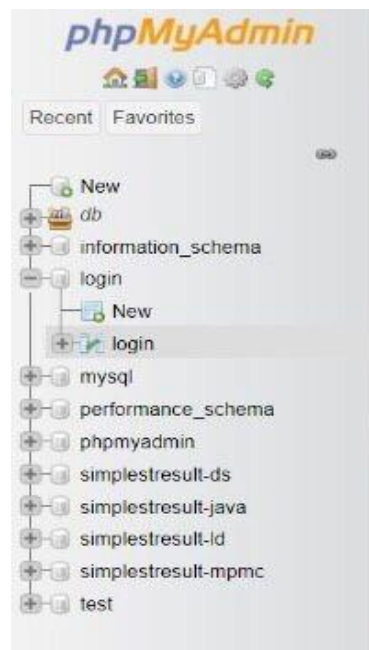 phpMyAdmin
Recent Favorites
New
db
information_schema
login
New
login
mysql
performance_schema
phpmyadmin
simplestresult-ds
simplestresult-java
simplestresult-ld
simplestresult-mpmc
test